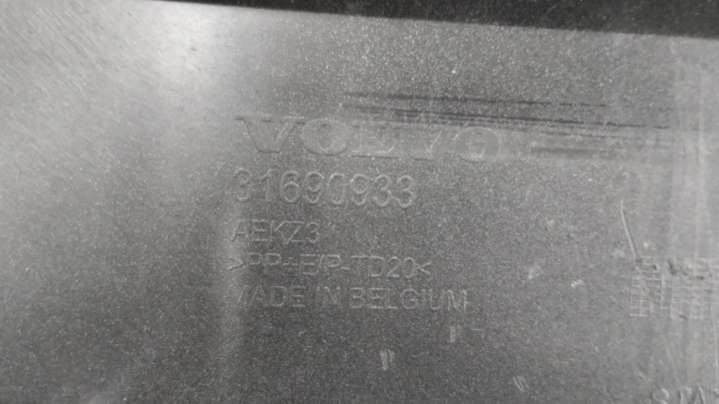 VOLVO
31690933
AEKZ3
>PP+E/P-TD20<
MADE IN BELGIUM